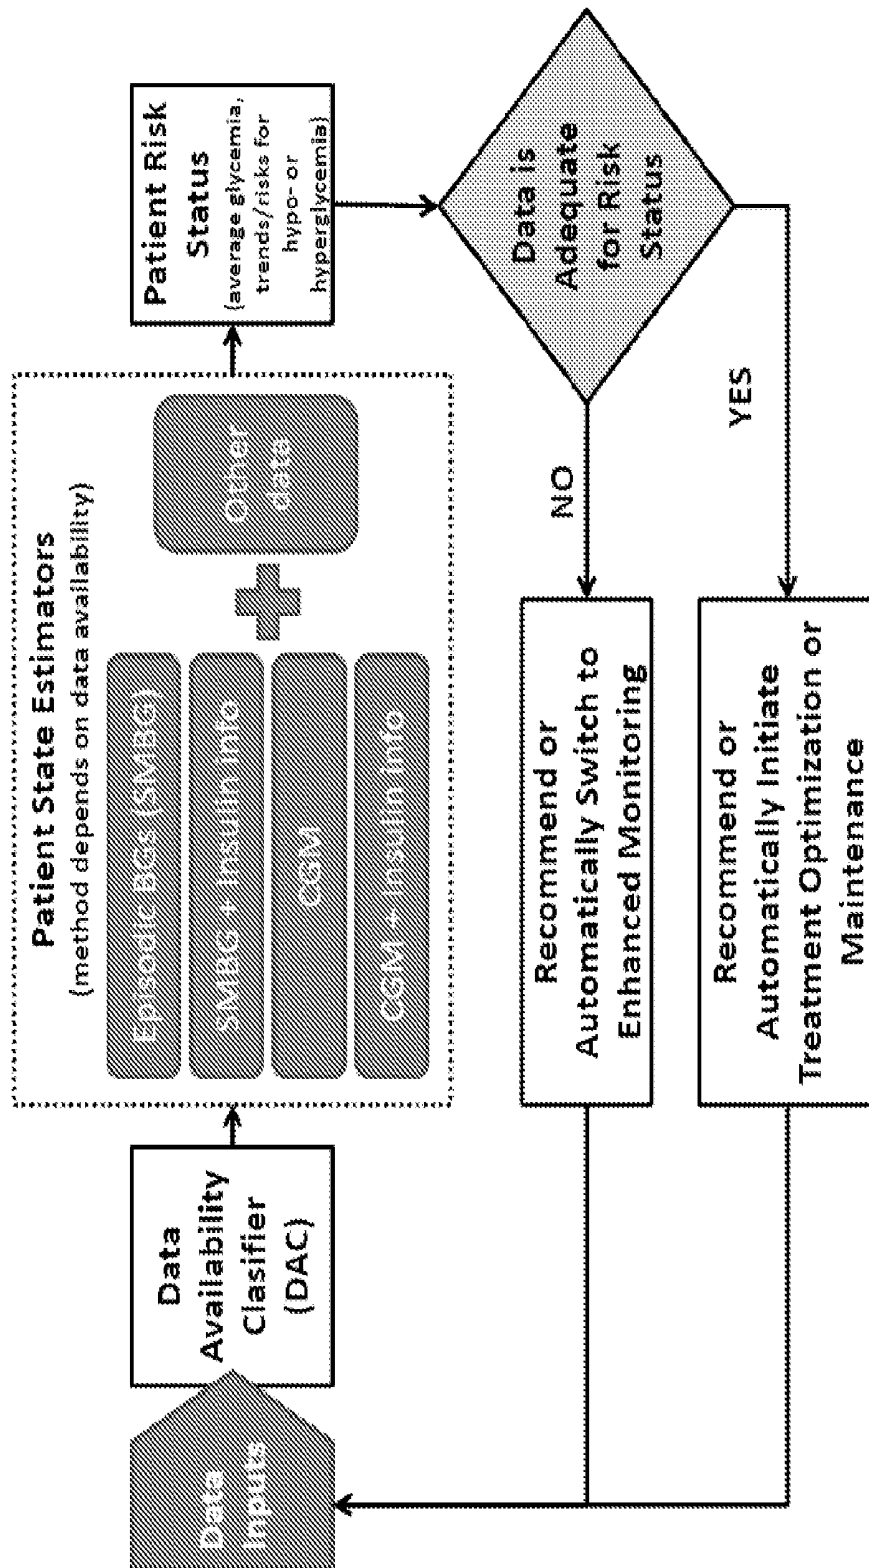 Data
Inputs
Data
Availability
Clasifier
(DAC)
Patient State Estimators
(method depends on data availability)
Episodic BGs (SMBG)
SMBG + Insulin info
CGM
CGM + Insulin info
Other
data
Patient Risk
Status
(average glycemia,
trends/risks for
hypo- or
hyperglycemia)
Data is
Adequate
for Risk
Status
NO
YES
Recommend or
Automatically Switch to
Enhanced Monitoring
Recommend or
Automatically Initiate
Treatment Optimization or
Maintenance